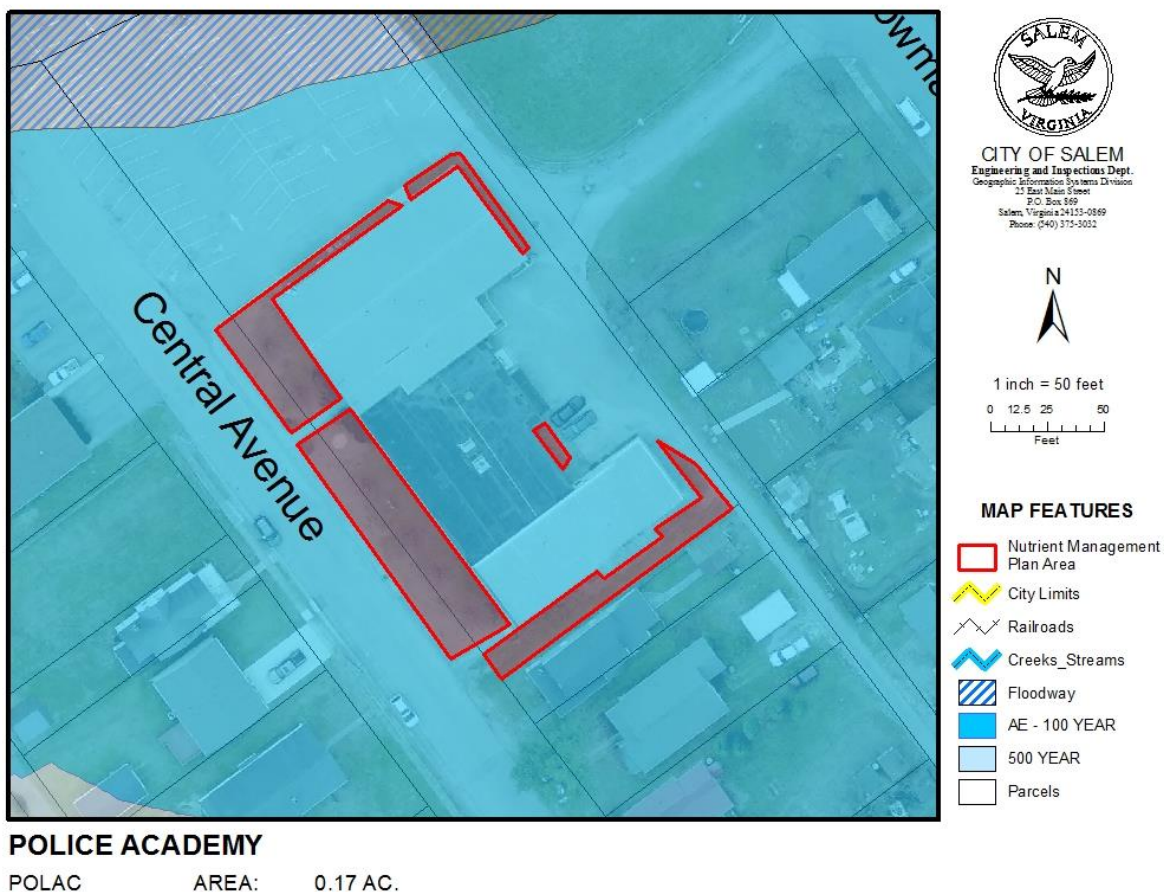 owma
Central Avenue
SALEM
VIRGINIA
CITY OF SALEM
Engineering and Inspections Dept.
Geographic Information Systems Division
25 East Main Street
P.O. Box 869
Salem, Virginia 24153-0869
Phone: (540) 375-3032
N
1 inch = 50 feet
0 12.5 25 50
Feet
MAP FEATURES
Nutrient Management
Plan Area
City Limits
Railroads
Creeks_Streams
Floodway
AE - 100 YEAR
500 YEAR
Parcels
POLICE ACADEMY
POLAC AREA: 0.17 AC.